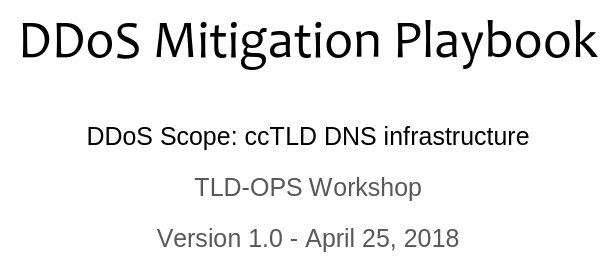 DDoS Mitigation Playbook
DDoS Scope: ccTLD DNS infrastructure
TLD-OPS Workshop
Version 1.0 - April 25, 2018